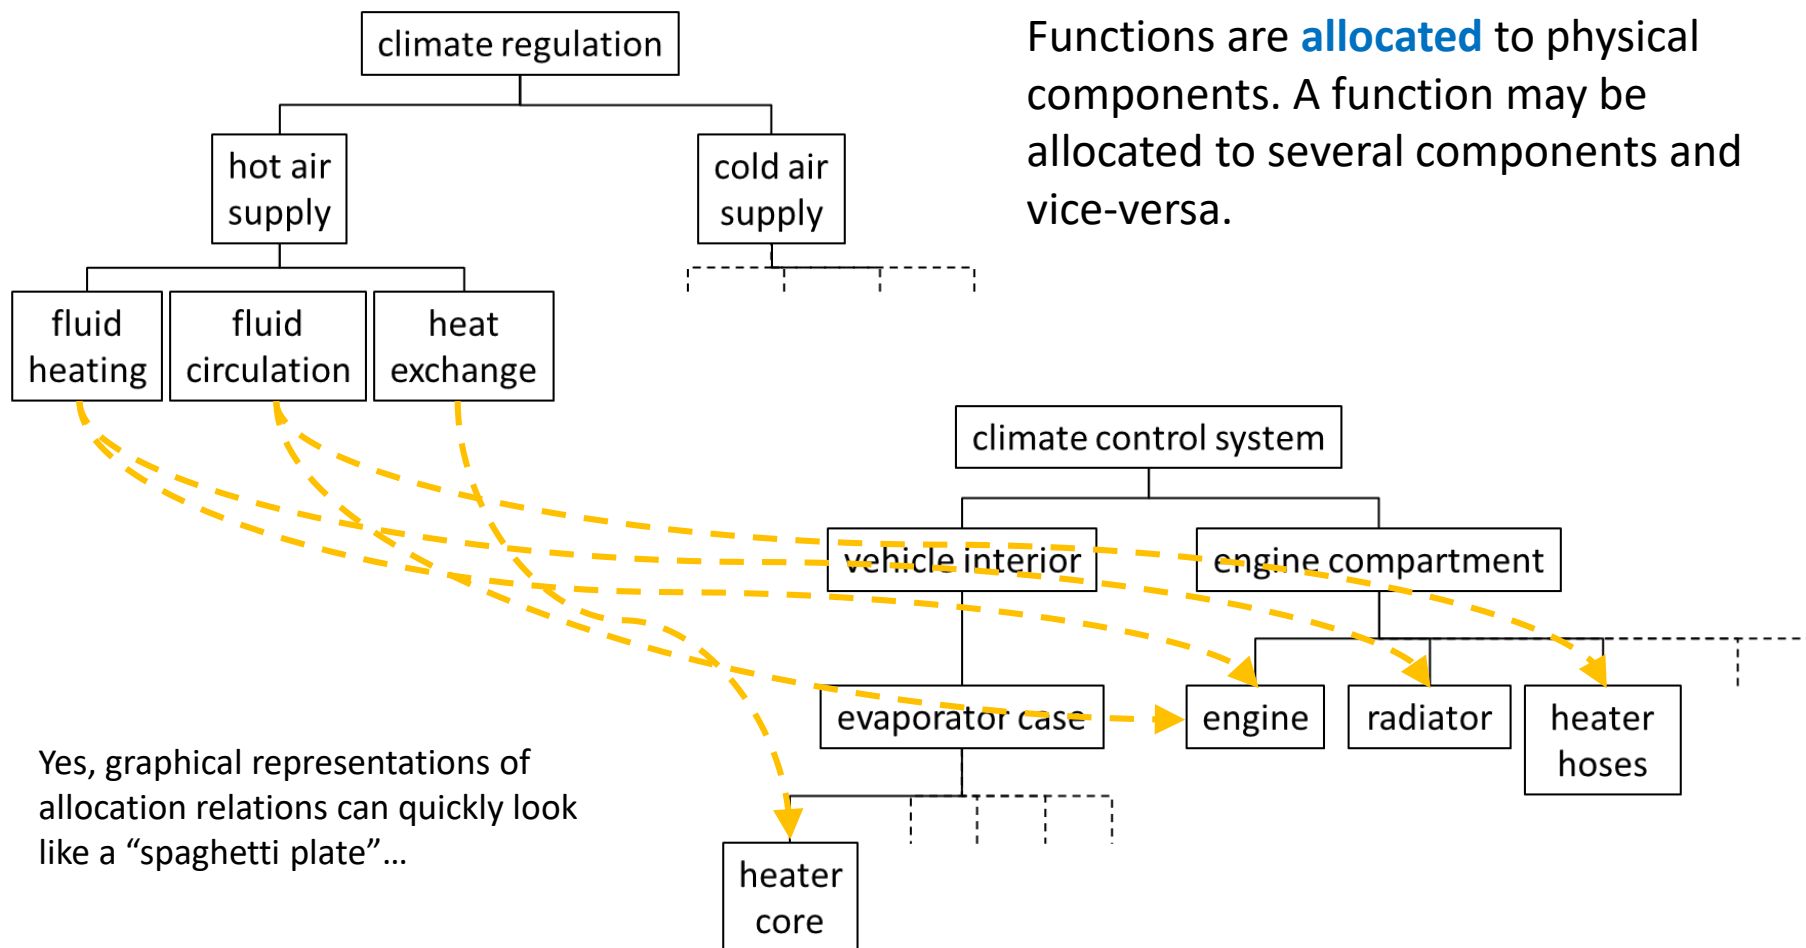 climate regulation
Functions are allocated to physical
components. A function may be
allocated to several components and
vice-versa.
hot air
supply
cold air
supply
fluid
heating
fluid
circulation
heat
exchange
climate control system
vehicle interior
engine compartment
evaporator case
engine
radiator
heater
hoses
Yes, graphical representations of
allocation relations can quickly look
like a “spaghetti plate”…
heater
core